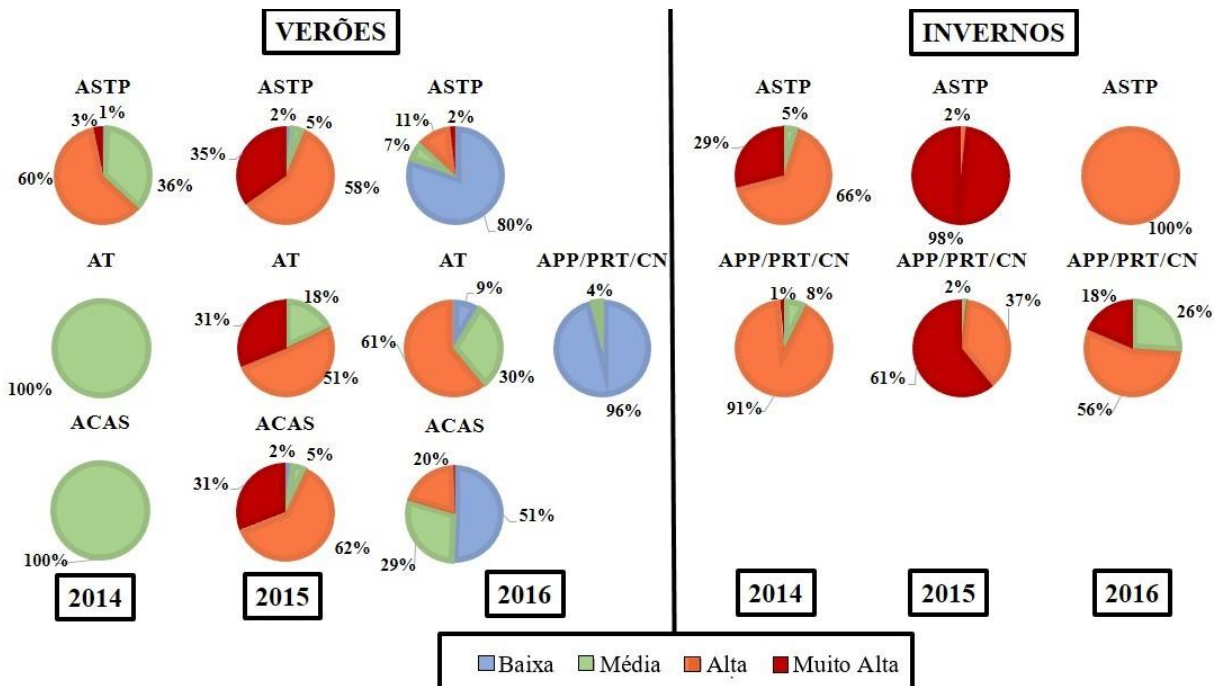 VERÕES
INVERNOS
ASTP
3%
1%
60%
36%
ASTP
2%
5%
35%
58%
ASTP
11%
2%
7%
80%
ASTP
5%
29%
66%
ASTP
2%
98%
ASTP
100%
AT
100%
AT
18%
31%
51%
AT
9%
61%
30%
APP/PRT/CN
4%
96%
APP/PRT/CN
1%
8%
91%
APP/PRT/CN
2%
37%
61%
APP/PRT/CN
18%
26%
56%
ACAS
100%
ACAS
2%
5%
31%
62%
ACAS
20%
51%
29%
2014
2015
2016
2014
2015
2016
Baixa Média Alta Muito Alta